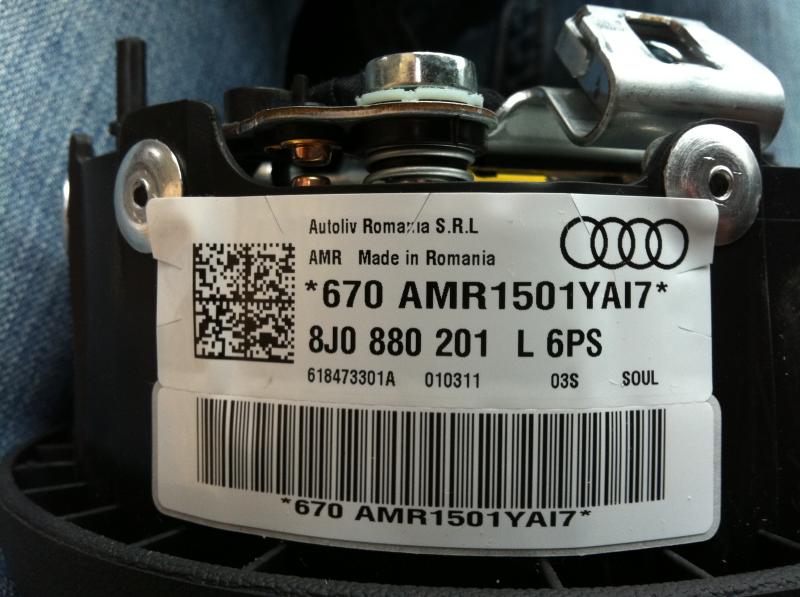 Autoliv Romania S.R.L
AMR Made in Romania
*670 AMR1501YAI7*
8J0 880 201 L 6PS
618473301A 010311 03S SOUL
*670 AMR1501YAI7*